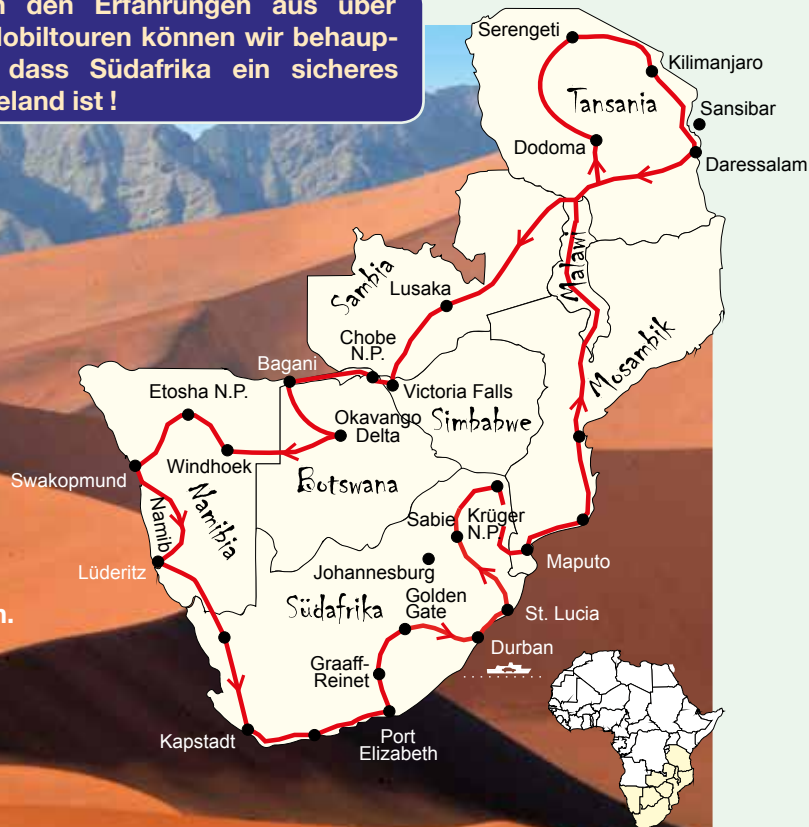 den Erfahrungen aus über
obiltouren können wir behaup-
dass Südafrika ein sicheres
eland ist !
Serengeti
Kilimanjaro
Tansania
Sansibar
Dodoma
Daressalam
Malawi
Sambia
Lusaka
Mosambik
Chobe
N.P.
Bagani
Victoria Falls
Etosha N.P.
Simbabwe
Okavango
Delta
Windhoek
Swakopmund
Botswana
Namib
Namibia
Sabie
Krüger
N.P.
Maputo
Lüderitz
Johannesburg
Südafrika
Golden
Gate
St. Lucia
n.
Durban
Graaff-
Reinet
Kapstadt
Port
Elizabeth